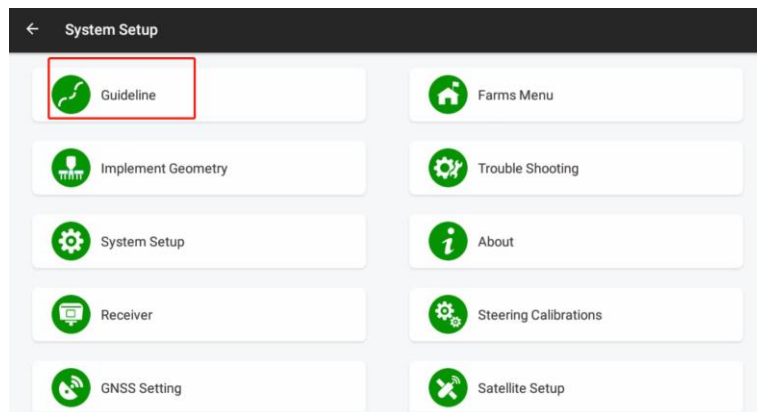 System Setup
Guideline
Farms Menu
Implement Geometry
Trouble Shooting
System Setup
About
Receiver
Steering Calibrations
GNSS Setting
Satellite Setup